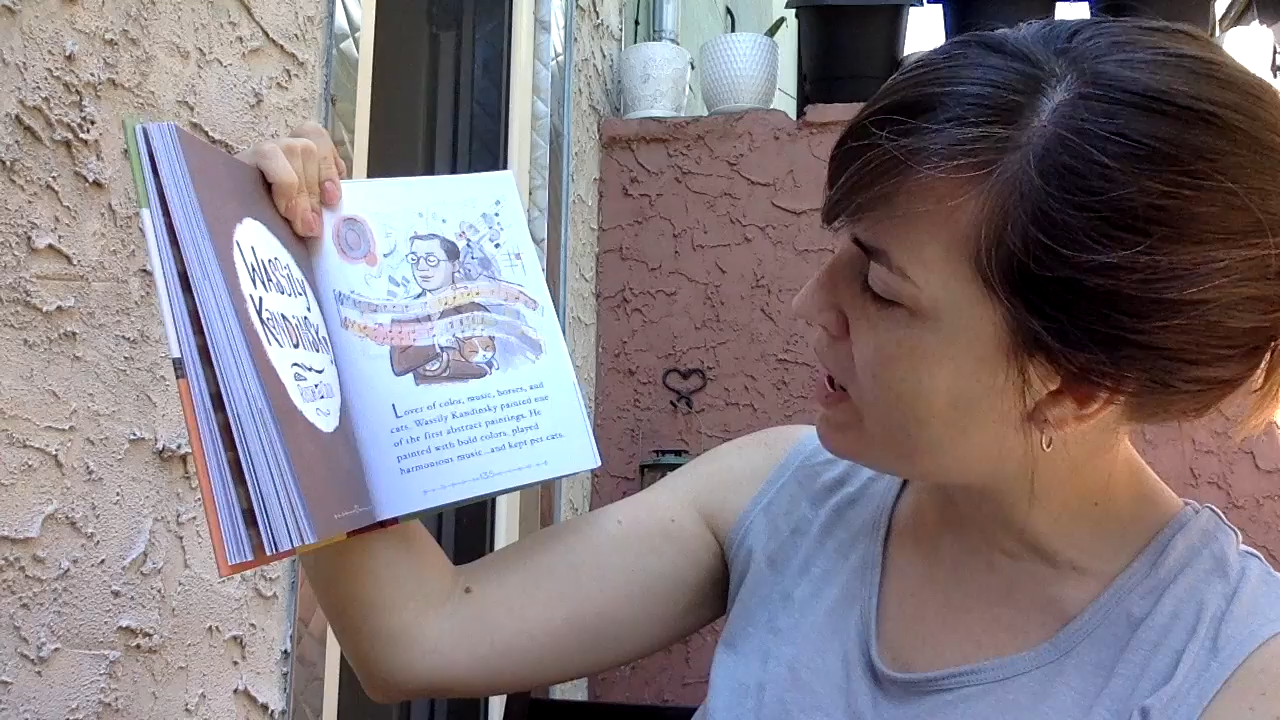 Wassily
Kandinsky
Lover of color, music, horses, and
cats. Wassily Kandinsky painted one
of the first abstract paintings. He
painted with bold colors, played
harmonious music...and kept pet cats.
135